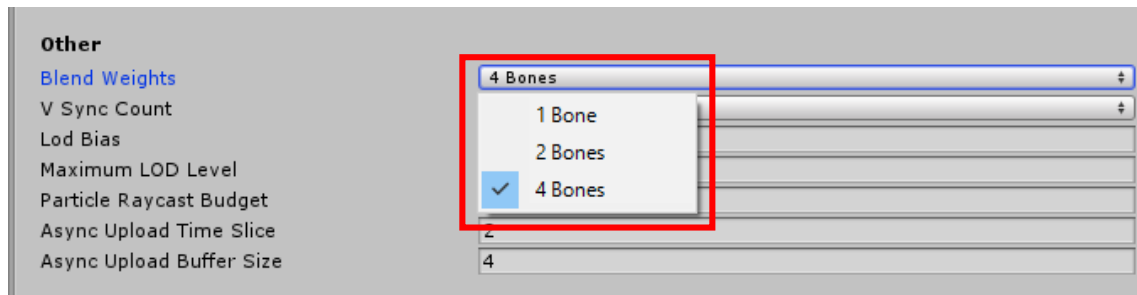 Other
Blend Weights 4 Bones
V Sync Count 1 Bone
Lod Bias 2 Bones
Maximum LOD Level
Particle Raycast Budget 4 Bones
Async Upload Time Slice 2
Async Upload Buffer Size 4